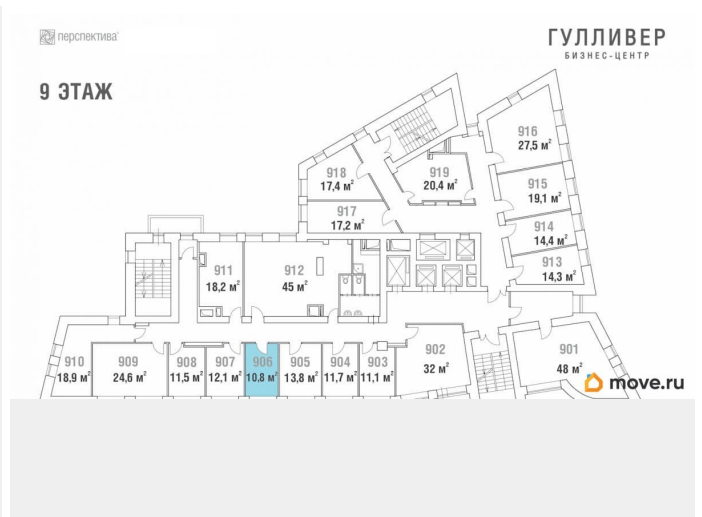 перспектива
ГУЛЛИВЕР
БИЗНЕС-ЦЕНТР
9 ЭТАЖ
916
27,5 м²
918
17,4 м²
919
20,4 м²
915
19,1 м²
917
17,2 м²
914
14,4 м²
913
14,3 м²
911
18,2 м²
912
45 м²
910
18,9 м²
909
24,6 м²
908
11,5 м²
907
12,1 м²
906
10,8 м²
905
13,8 м²
904
11,7 м²
903
11,1 м²
902
32 м²
901
48 м²
move.ru